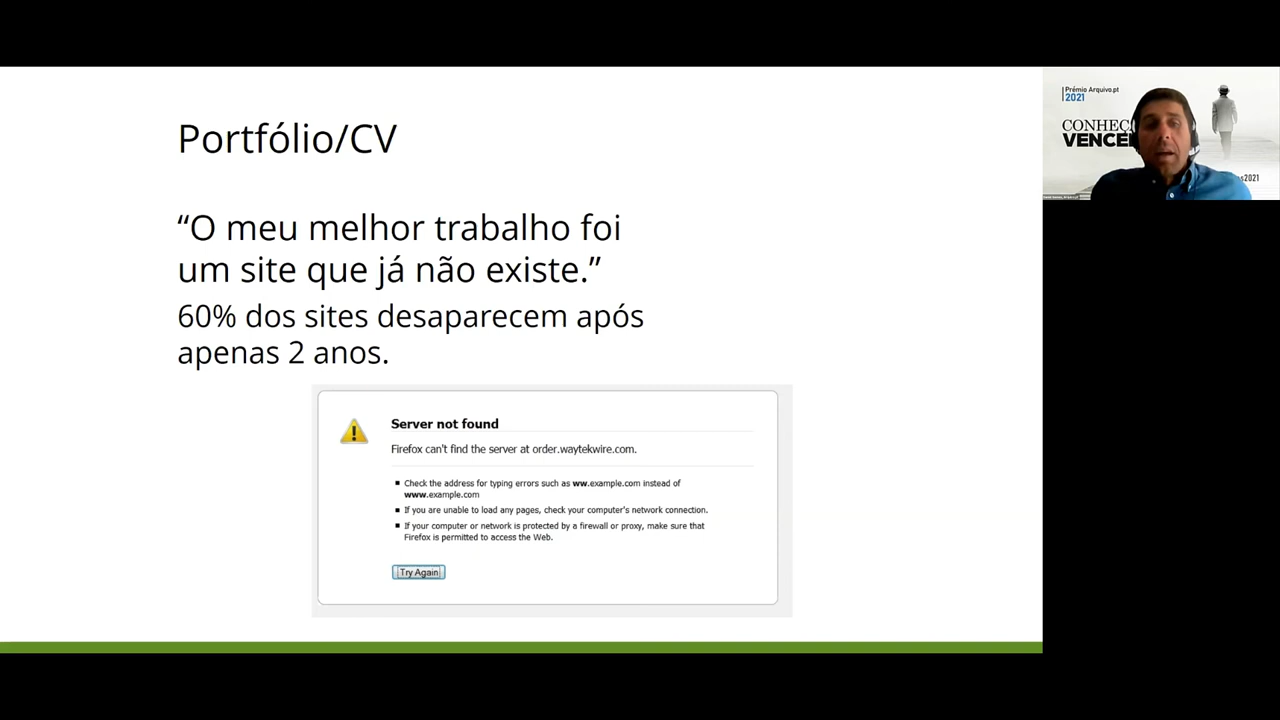 Portfólio/CV
“O meu melhor trabalho foi
um site que já não existe.”
60% dos sites desaparecem após
apenas 2 anos.
Server not found
Firefox can't find the server at order.waytekwire.com.
Check the address for typing errors such as ww.example.com instead of
www.example.com
If you are unable to load any pages, check your computer's network connection.
If your computer or network is protected by a firewall or proxy, make sure that
Firefox is permitted to access the Web.
Try Again
Prémio Arquivo.pt
2021
CONHEC
VENCE
s2021